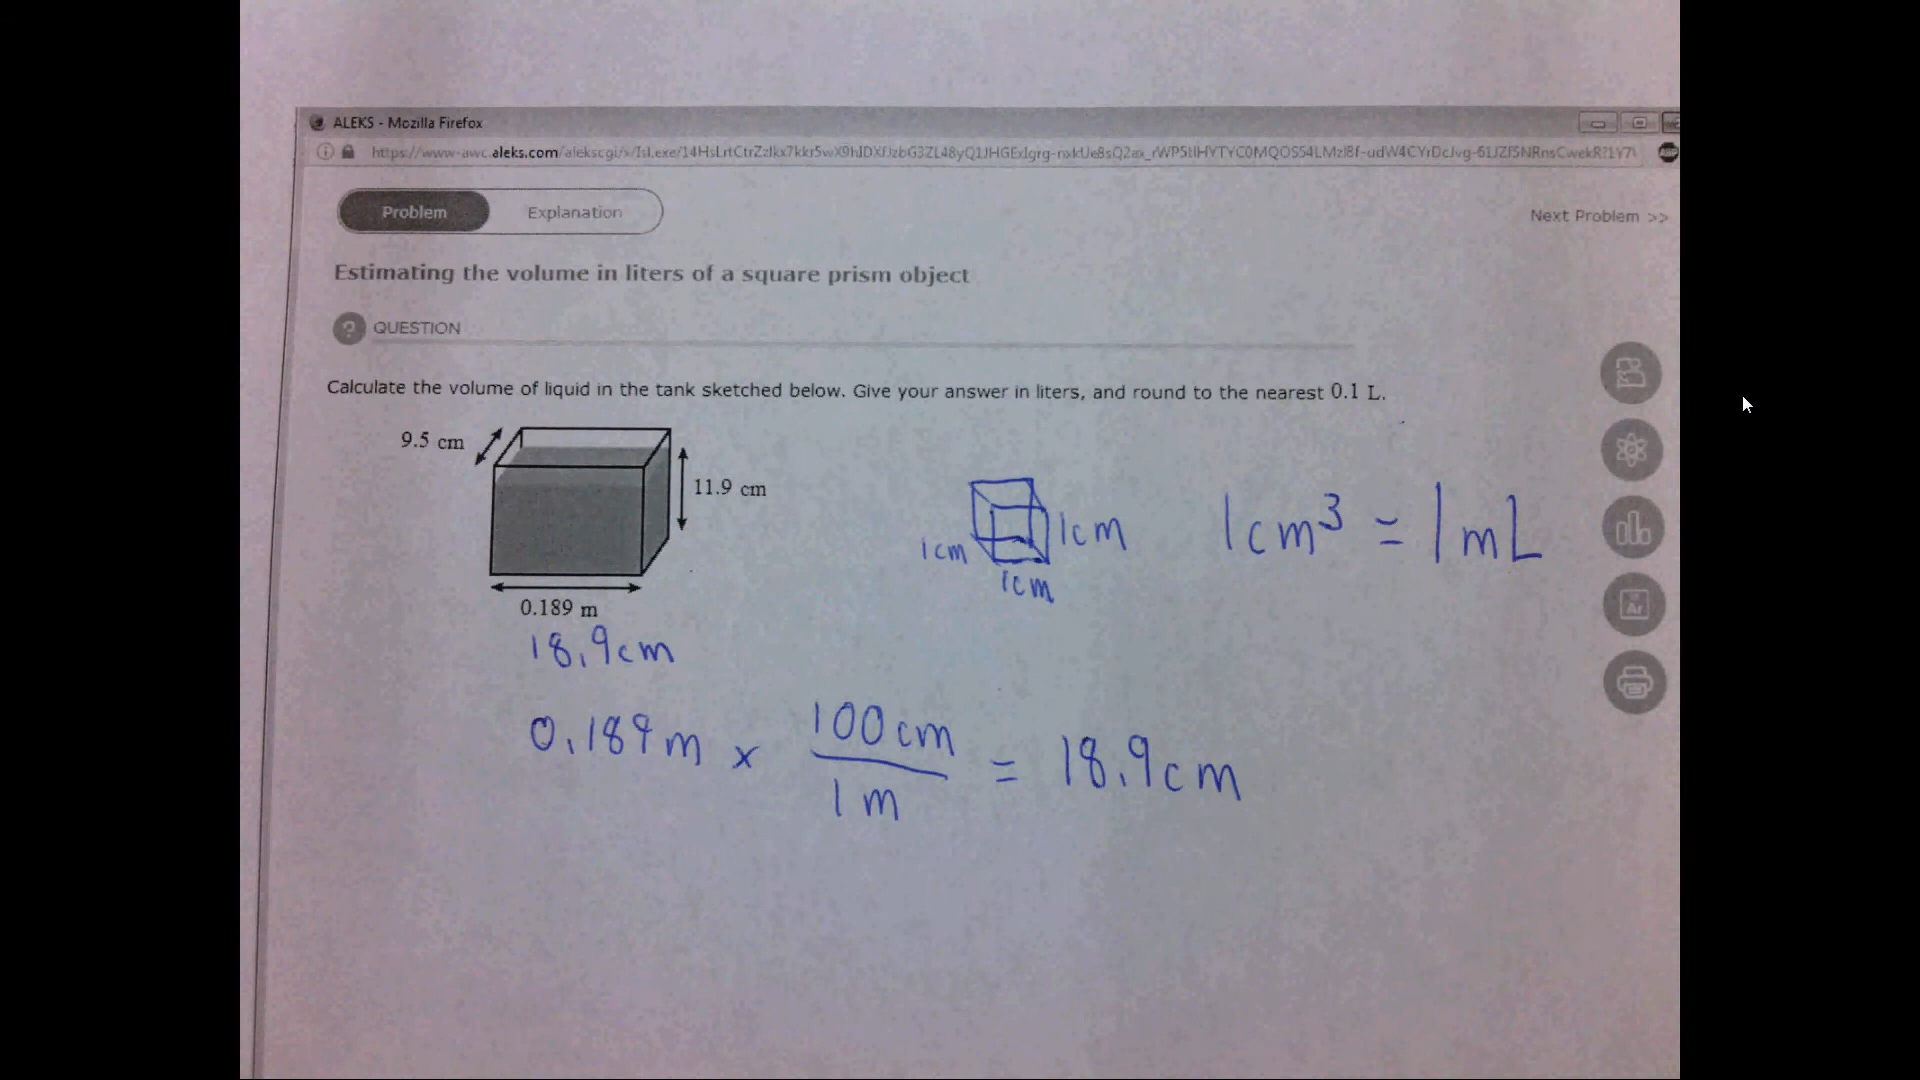 ALEKS - Mozilla Firefox
Problem
Explanation
Next Problem >>
Estimating the volume in liters of a square prism object
? QUESTION
Calculate the volume of liquid in the tank sketched below. Give your answer in liters, and round to the nearest 0.1 L.
9.5 cm
11.9 cm
0.189 m
18.9cm
1cm
1cm
1cm
1cm³ = 1mL
0.189m × 100cm / 1m = 18.9cm
Ar